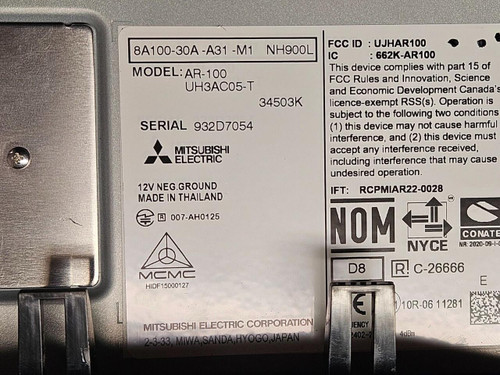 8A100-30A -A31 -M1 NH900L
MODEL: AR-100
UH3AC05-T
34503K
SERIAL 932D7054
MITSUBISHI
ELECTRIC
12V NEG.GROUND
MADE IN THAILAND
R 007-AH0125
MCMC
HIDF15000127
MITSUBISHI ELECTRIC CORPORATION
2-3-33, MIWA,SANDA,HYOGO,JAPAN
FCC ID : UJHAR100
IC : 662K-AR100
This device complies with part 15 of
FCC Rules and Innovation, Science
and Economic Development Canada's
licence-exempt RSS(s). Operation is
subject to the following two conditions
(1) this device may not cause harmful
interference, and (2) this device must
accept any interference received,
including interference that may cause
undesired operation.
IFT: RCPMIAR22-0028
NOM
NYCE
CONATE
D8
R C-26666
E
10R-06 11281